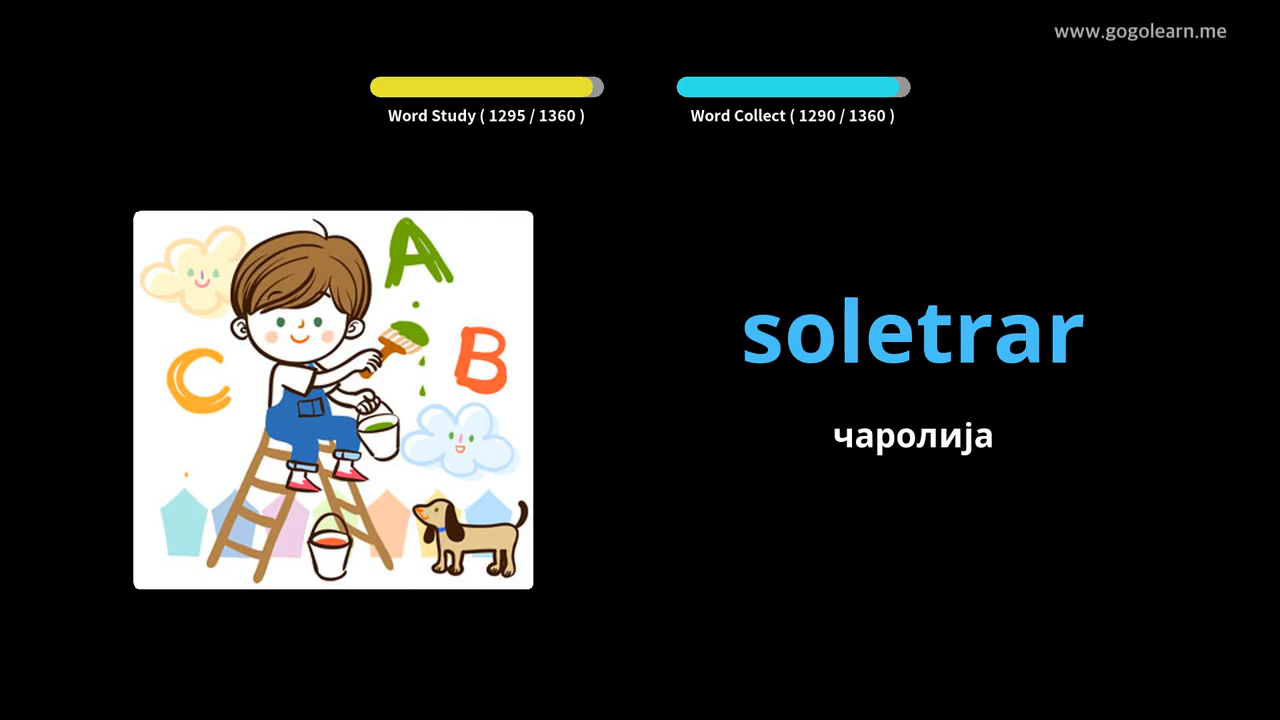 www.gogolearn.me
Word Study ( 1295 / 1360 )
Word Collect ( 1290 / 1360 )
A
B
C
soletrar
чаролија